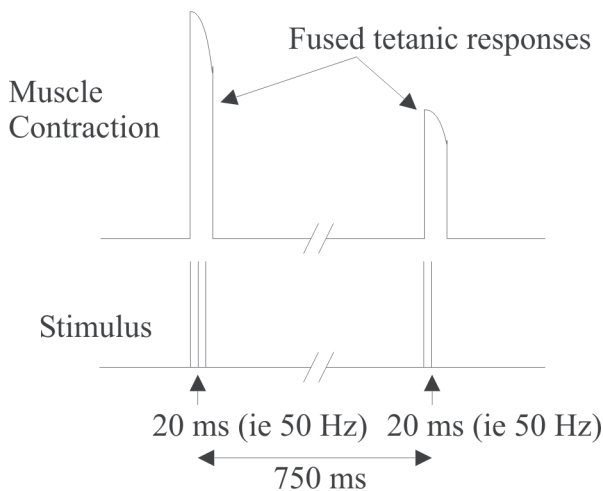 Fused tetanic responses
Muscle
Contraction
Stimulus
20 ms (ie 50 Hz)
20 ms (ie 50 Hz)
750 ms